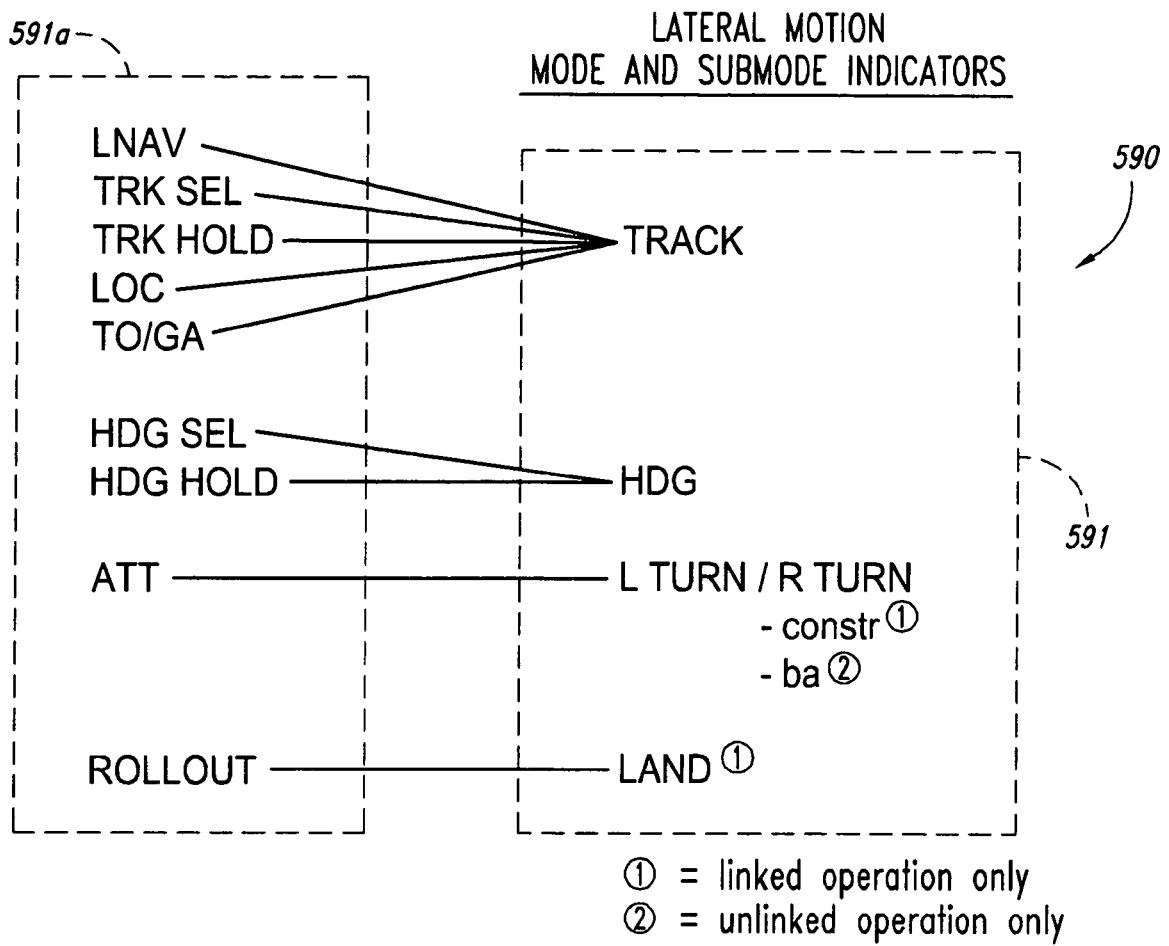 591a
LATERAL MOTION
MODE AND SUBMODE INDICATORS
LNAV
TRK SEL
TRK HOLD
LOC
TO/GA
TRACK
590
HDG SEL
HDG HOLD
HDG
591
ATT
L TURN / R TURN
- constr ①
- ba ②
ROLLOUT
LAND ①
① = linked operation only
② = unlinked operation only